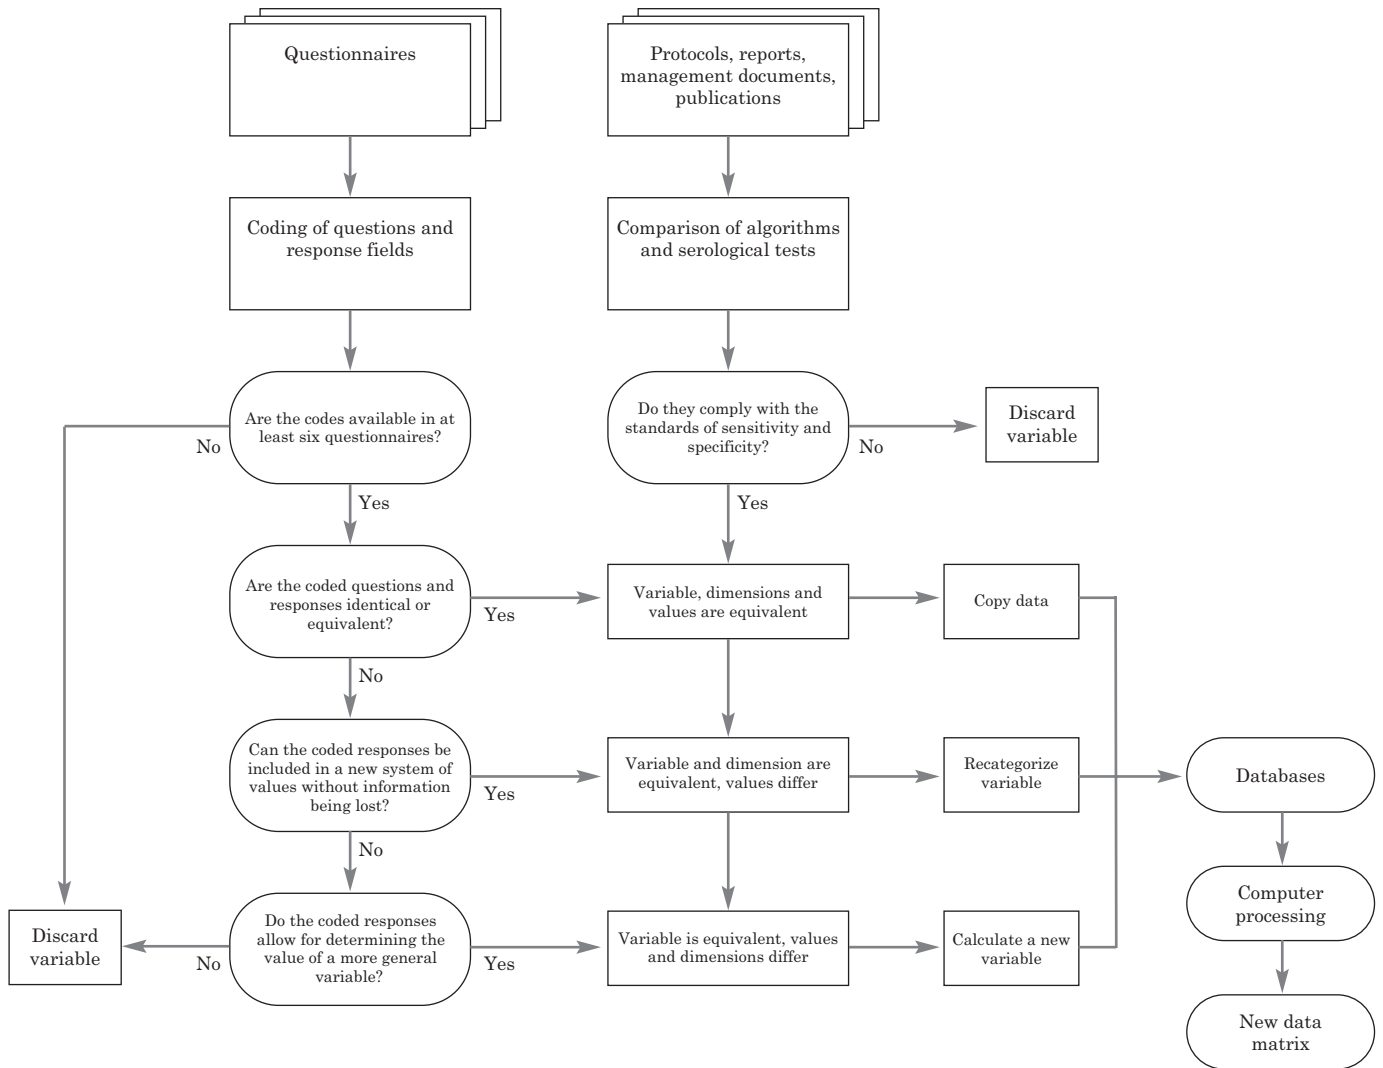 Questionnaires
Protocols, reports,
management documents,
publications
Coding of questions and
response fields
Comparison of algorithms
and serological tests
Are the codes available in at
least six questionnaires?
No
Yes
Do they comply with the
standards of sensitivity and
specificity?
No
Yes
Discard
variable
Are the coded questions and
responses identical or
equivalent?
Yes
No
Variable, dimensions and
values are equivalent
Copy data
Can the coded responses be
included in a new system of
values without information
being lost?
Yes
No
Variable and dimension are
equivalent, values differ
Recategorize
variable
Databases
Discard
variable
No
Do the coded responses
allow for determining the
value of a more general
variable?
Yes
Variable is equivalent, values
and dimensions differ
Calculate a new
variable
Computer
processing
New data
matrix